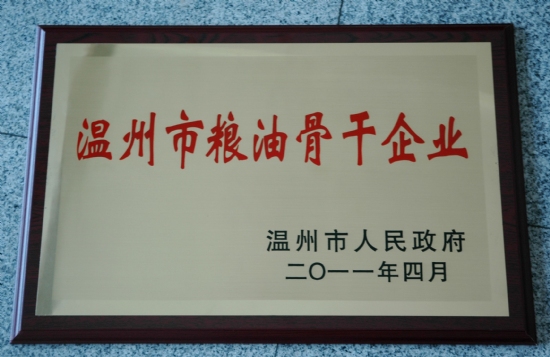 温州市粮油骨干企业
温州市人民政府
二〇一一年四月